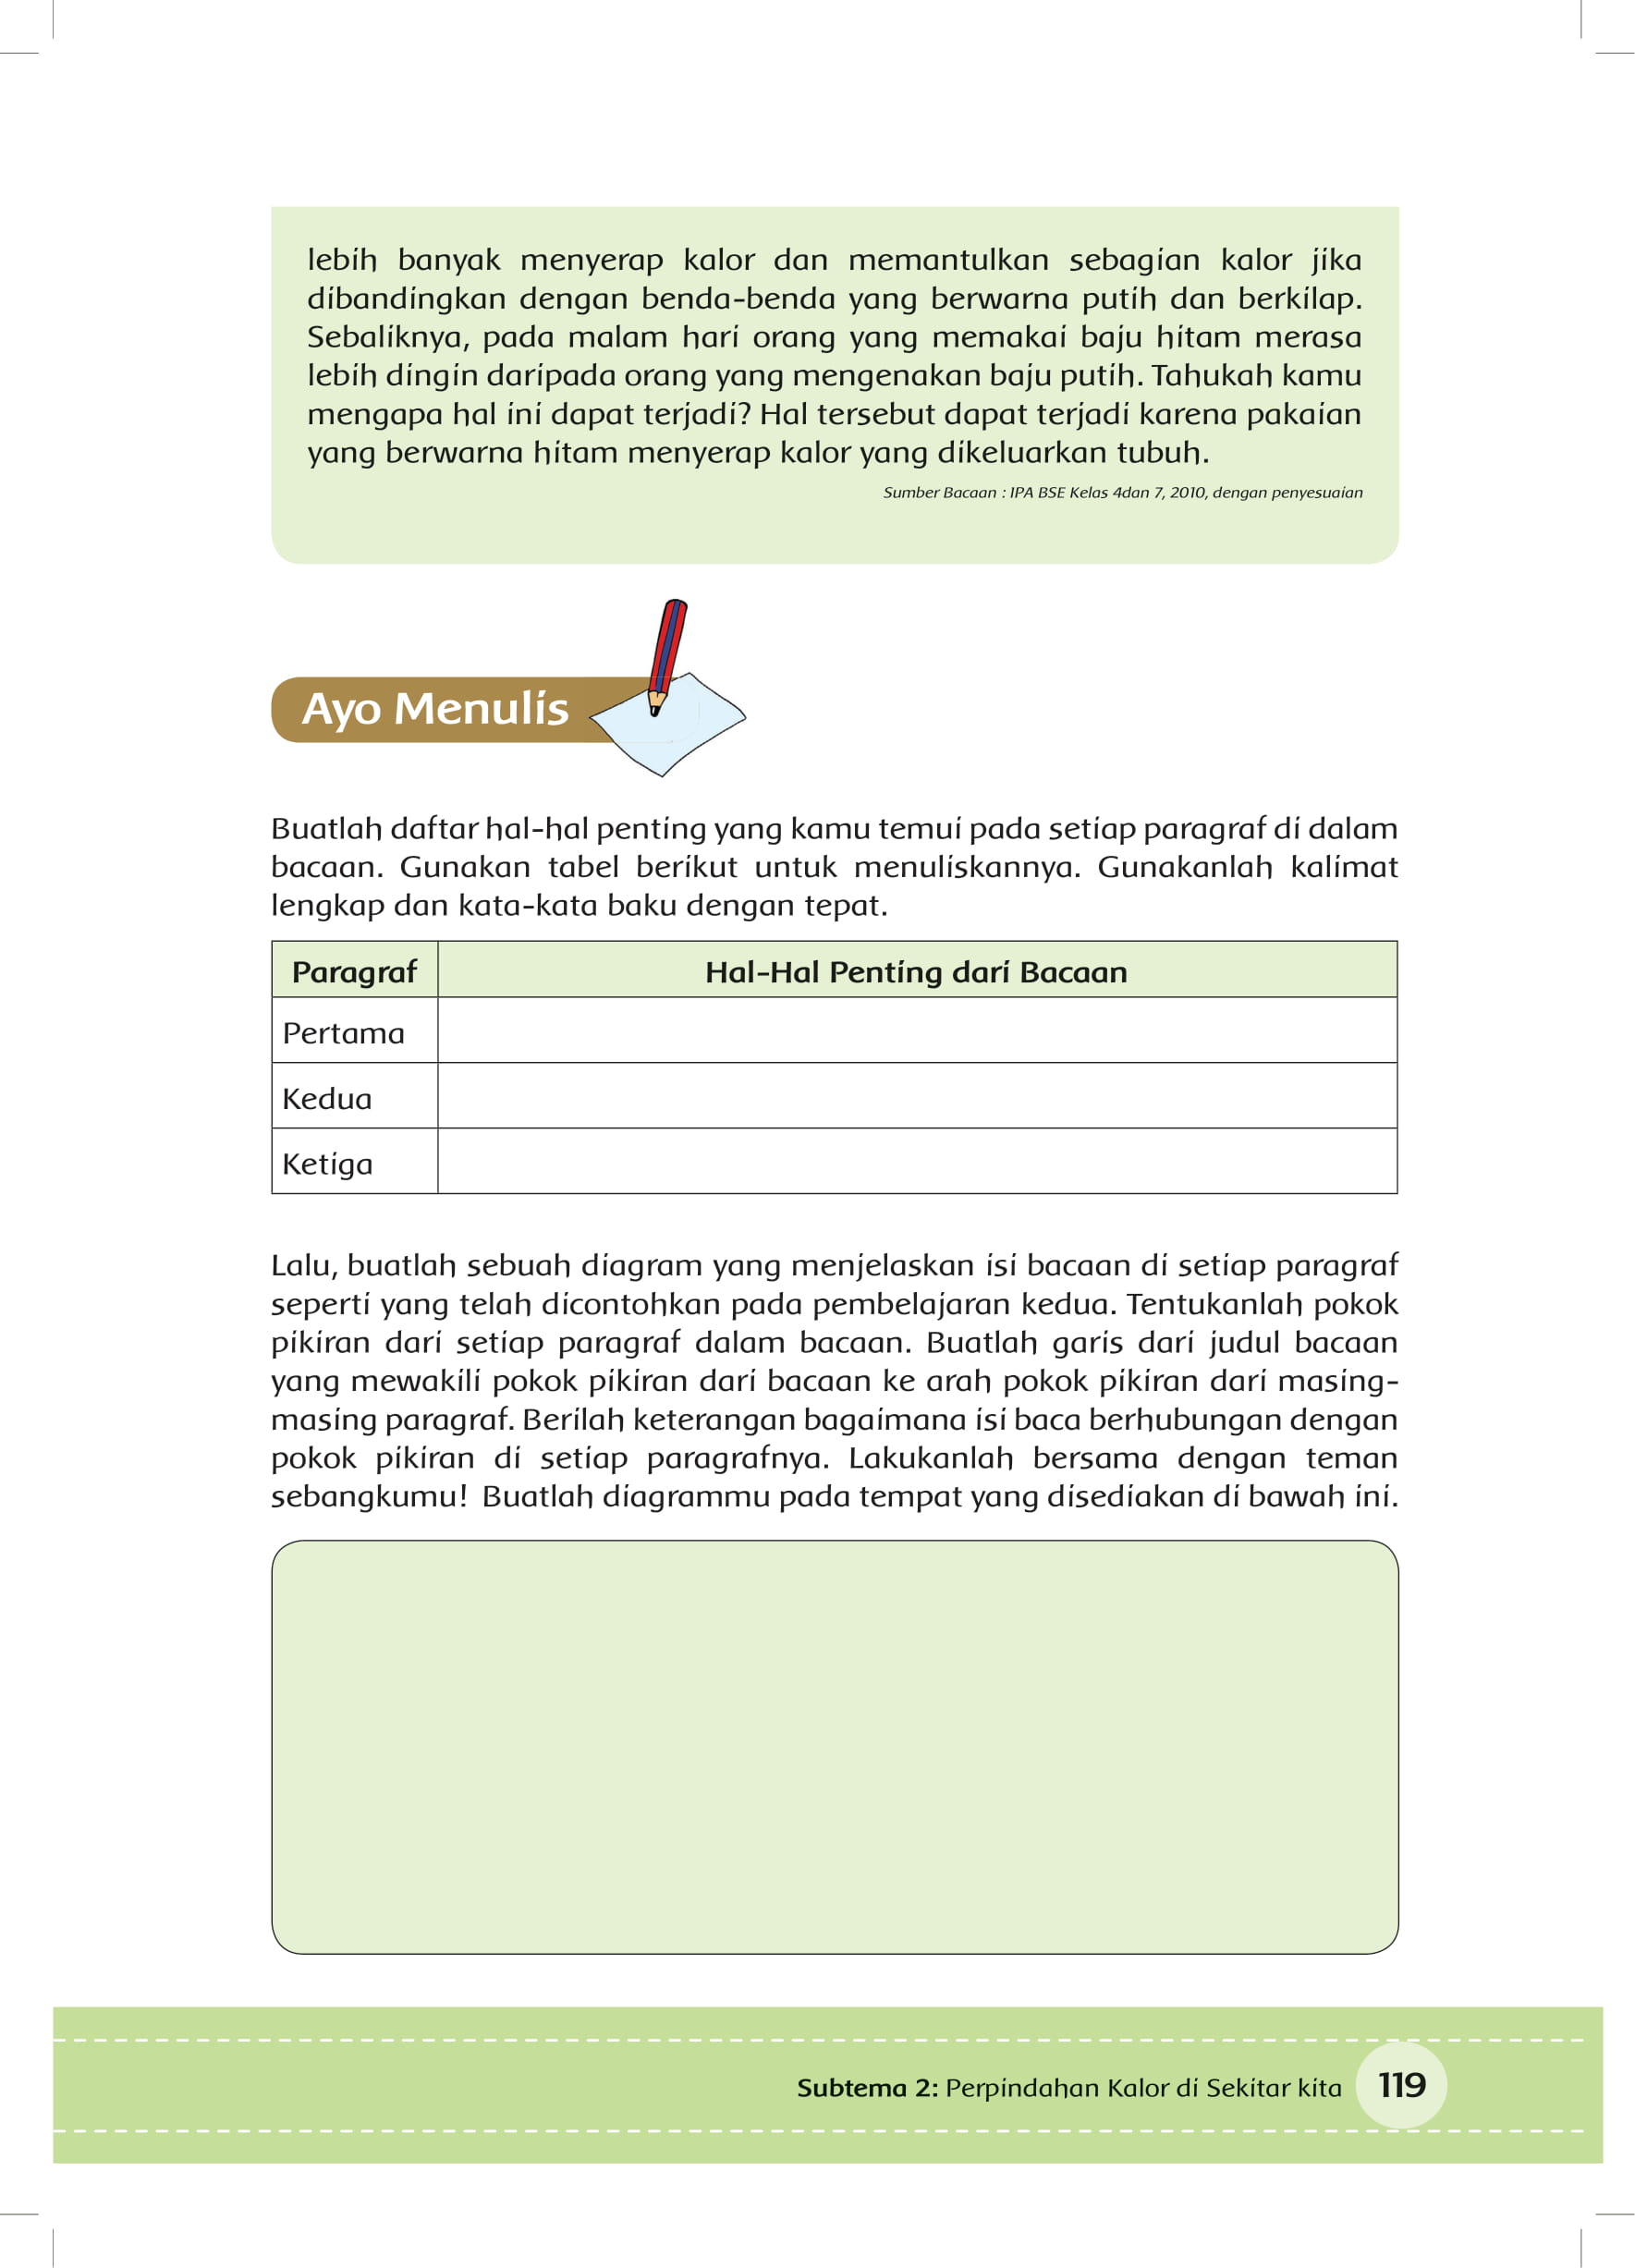 lebih banyak menyerap kalor dan memantulkan sebagian kalor jika
dibandingkan dengan benda-benda yang berwarna putih dan berkilap.
Sebaliknya, pada malam hari orang yang memakai baju hitam merasa
lebih dingin daripada orang yang mengenakan baju putih. Tahukah kamu
mengapa hal ini dapat terjadi? Hal tersebut dapat terjadi karena pakaian
yang berwarna hitam menyerap kalor yang dikeluarkan tubuh.
Sumber Bacaan : IPA BSE Kelas 4dan 7, 2010, dengan penyesuaian
Ayo Menulis
Buatlah daftar hal-hal penting yang kamu temui pada setiap paragraf di dalam
bacaan. Gunakan tabel berikut untuk menuliskannya. Gunakanlah kalimat
lengkap dan kata-kata baku dengan tepat.
Paragraf Hal-Hal Penting dari Bacaan
Pertama
Kedua
Ketiga
Lalu, buatlah sebuah diagram yang menjelaskan isi bacaan di setiap paragraf
seperti yang telah dicontohkan pada pembelajaran kedua. Tentukanlah pokok
pikiran dari setiap paragraf dalam bacaan. Buatlah garis dari judul bacaan
yang mewakili pokok pikiran dari bacaan ke arah pokok pikiran dari masing-
masing paragraf. Berilah keterangan bagaimana isi baca berhubungan dengan
pokok pikiran di setiap paragrafnya. Lakukanlah bersama dengan teman
sebangkumu! Buatlah diagrammu pada tempat yang disediakan di bawah ini.
Subtema 2: Perpindahan Kalor di Sekitar kita 119